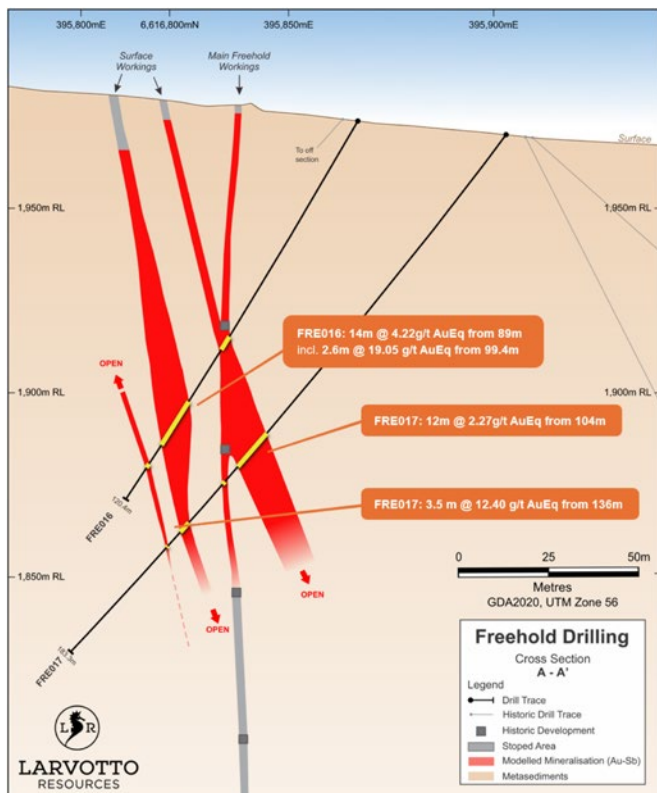 395,800mE
6,616,800mN
395,850mE
395,900mE
Surface
Workings
Main Freehold
Workings
To off
section
Surface
1,950m RL
1,950m RL
FRE016: 14m @ 4.22g/t AuEq from 89m
incl. 2.6m @ 19.05 g/t AuEq from 99.4m
OPEN
1,900m RL
1,900m RL
FRE017: 12m @ 2.27g/t AuEq from 104m
FRE017: 3.5 m @ 12.40 g/t AuEq from 136m
120.4m
FRE016
1,850m RL
1,850m RL
OPEN
OPEN
0 25 50m
Metres
GDA2020, UTM Zone 56
183.3m
FRE017
Freehold Drilling
Cross Section
A - A'
Legend
Drill Trace
Historic Drill Trace
Historic Development
Stoped Area
Modelled Mineralisation (Au-Sb)
Metasediments
L R
LARVOTTO
RESOURCES